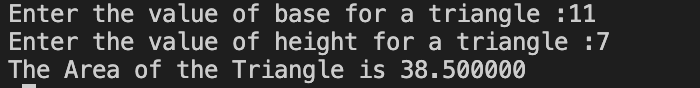 Enter the value of base for a triangle :11
Enter the value of height for a triangle :7
The Area of the Triangle is 38.500000